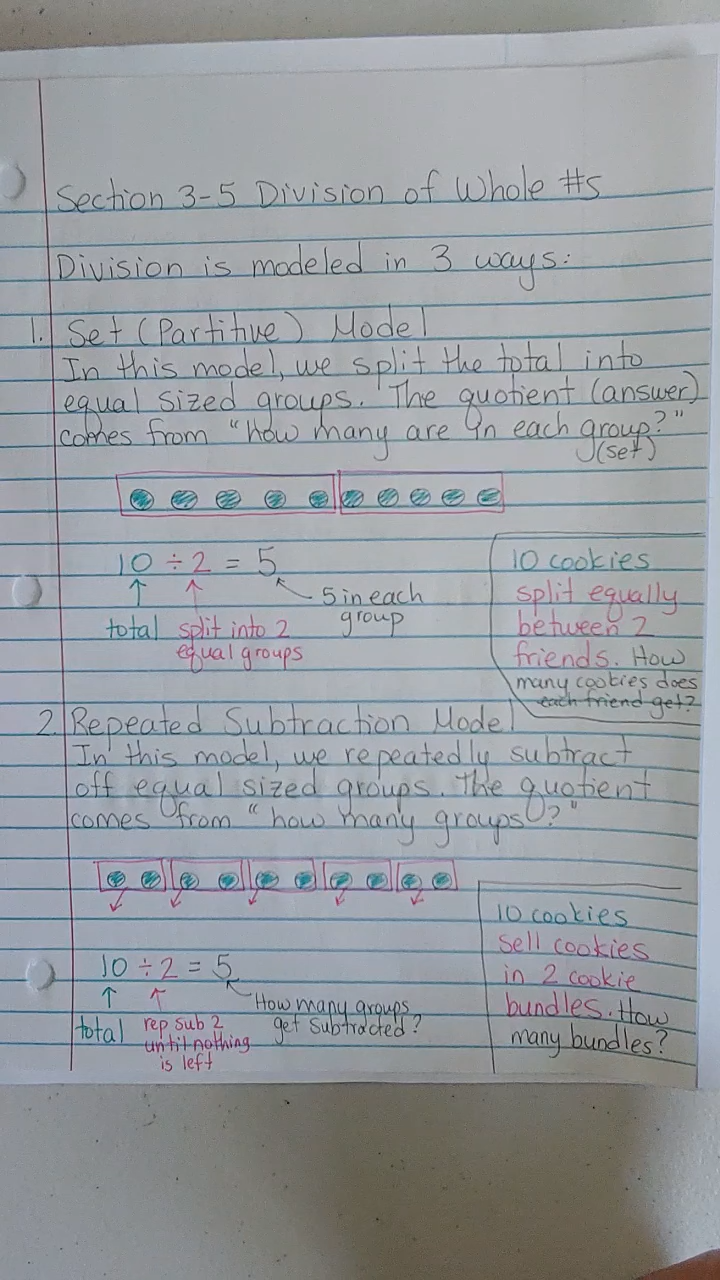 Section 3-5 Division of Whole #s
Division is modeled in 3 ways:
1. Set (Partitive) Model
In this model, we split the total into
equal sized groups. The quotient (answer)
comes from "how many are in each group?"
(set)
10 ÷ 2 = 5
5 in each
group
total
split into 2
equal groups
10 cookies
split equally
between 2
friends. How
many cookies does
each friend get?
2. Repeated Subtraction Model
In this model, we repeatedly subtract
off equal sized groups. The quotient
comes from "how many groups?"
10 ÷ 2 = 5
How many groups
get subtracted?
total
rep sub 2
until nothing
is left
10 cookies
sell cookies
in 2 cookie
bundles. How
many bundles?